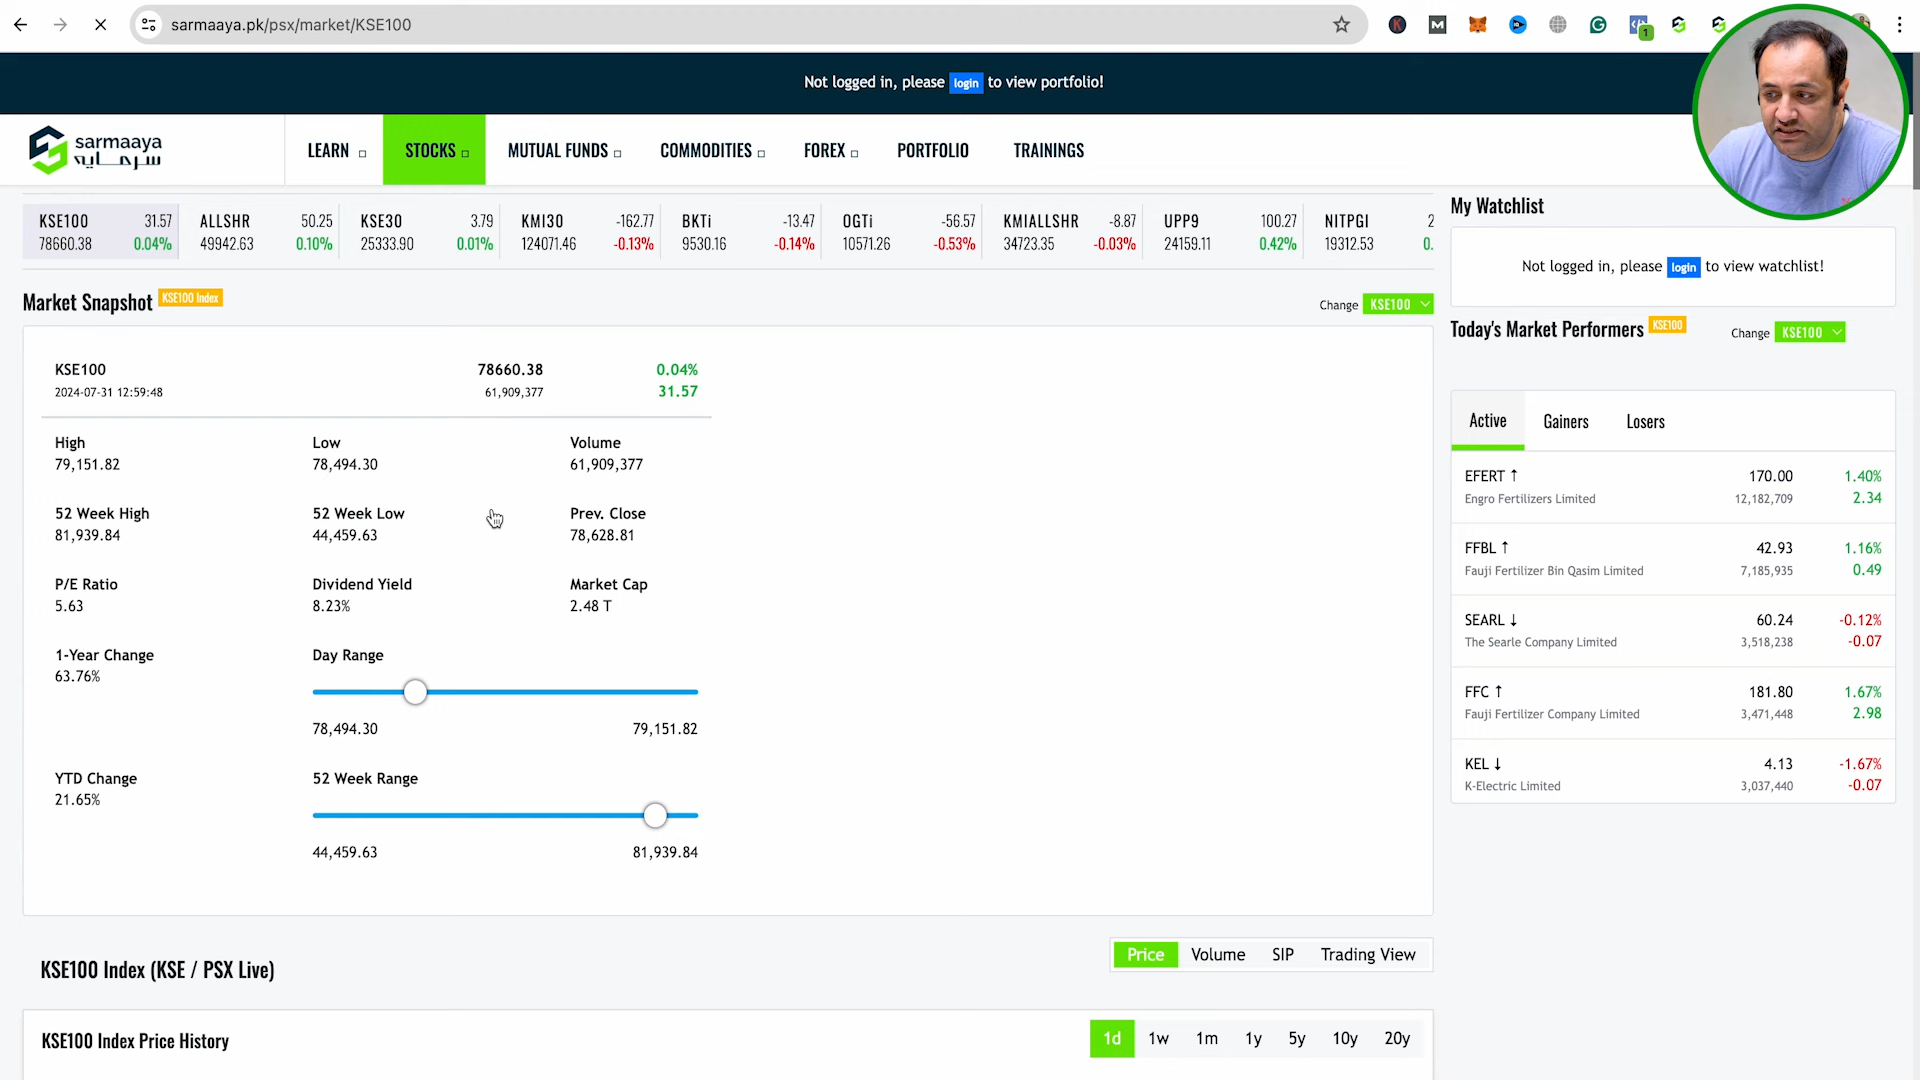 sarmaaya.pk/psx/market/KSE100
1
Not logged in, please login to view portfolio!
sarmaaya
سرمایه
LEARN STOCKS MUTUAL FUNDS COMMODITIES FOREX PORTFOLIO TRAININGS
KSE100 31.57 ALLSHR 50.25 KSE30 3.79 KMI30 -162.77 BKTi -13.47 OGTi -56.57 KMIALLSHR -8.87 UPP9 100.27 NITPGI 2
78660.38 0.04% 49942.63 0.10% 25333.90 0.01% 124071.46 -0.13% 9530.16 -0.14% 10571.26 -0.53% 34723.35 -0.03% 24159.11 0.42% 19312.53 0.
Market Snapshot KSE100 Index
Change KSE100
KSE100 78660.38 0.04%
2024-07-31 12:59:48 61,909,377 31.57
High Low Volume
79,151.82 78,494.30 61,909,377
52 Week High 52 Week Low Prev. Close
81,939.84 44,459.63 78,628.81
P/E Ratio Dividend Yield Market Cap
5.63 8.23% 2.48 T
1-Year Change Day Range
63.76%
78,494.30 79,151.82
YTD Change 52 Week Range
21.65%
44,459.63 81,939.84
KSE100 Index (KSE / PSX Live)
Price Volume SIP Trading View
KSE100 Index Price History
1d 1w 1m 1y 5y 10y 20y
My Watchlist
Not logged in, please login to view watchlist!
Today's Market Performers KSE100
Change KSE100
Active Gainers Losers
EFERT ↑ 170.00 1.40%
Engro Fertilizers Limited 12,182,709 2.34
FFBL ↑ 42.93 1.16%
Fauji Fertilizer Bin Qasim Limited 7,185,935 0.49
SEARL ↓ 60.24 -0.12%
The Searle Company Limited 3,518,238 -0.07
FFC ↑ 181.80 1.67%
Fauji Fertilizer Company Limited 3,471,448 2.98
KEL ↓ 4.13 -1.67%
K-Electric Limited 3,037,440 -0.07